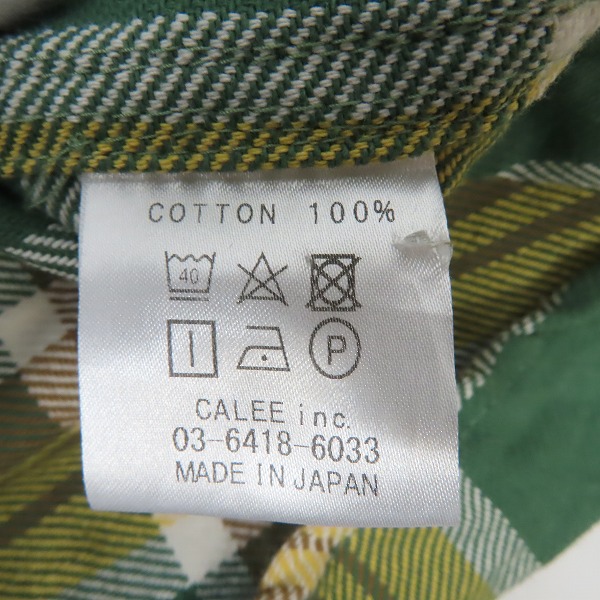 COTTON 100%
40
P
CALEE inc.
03-6418-6033
MADE IN JAPAN